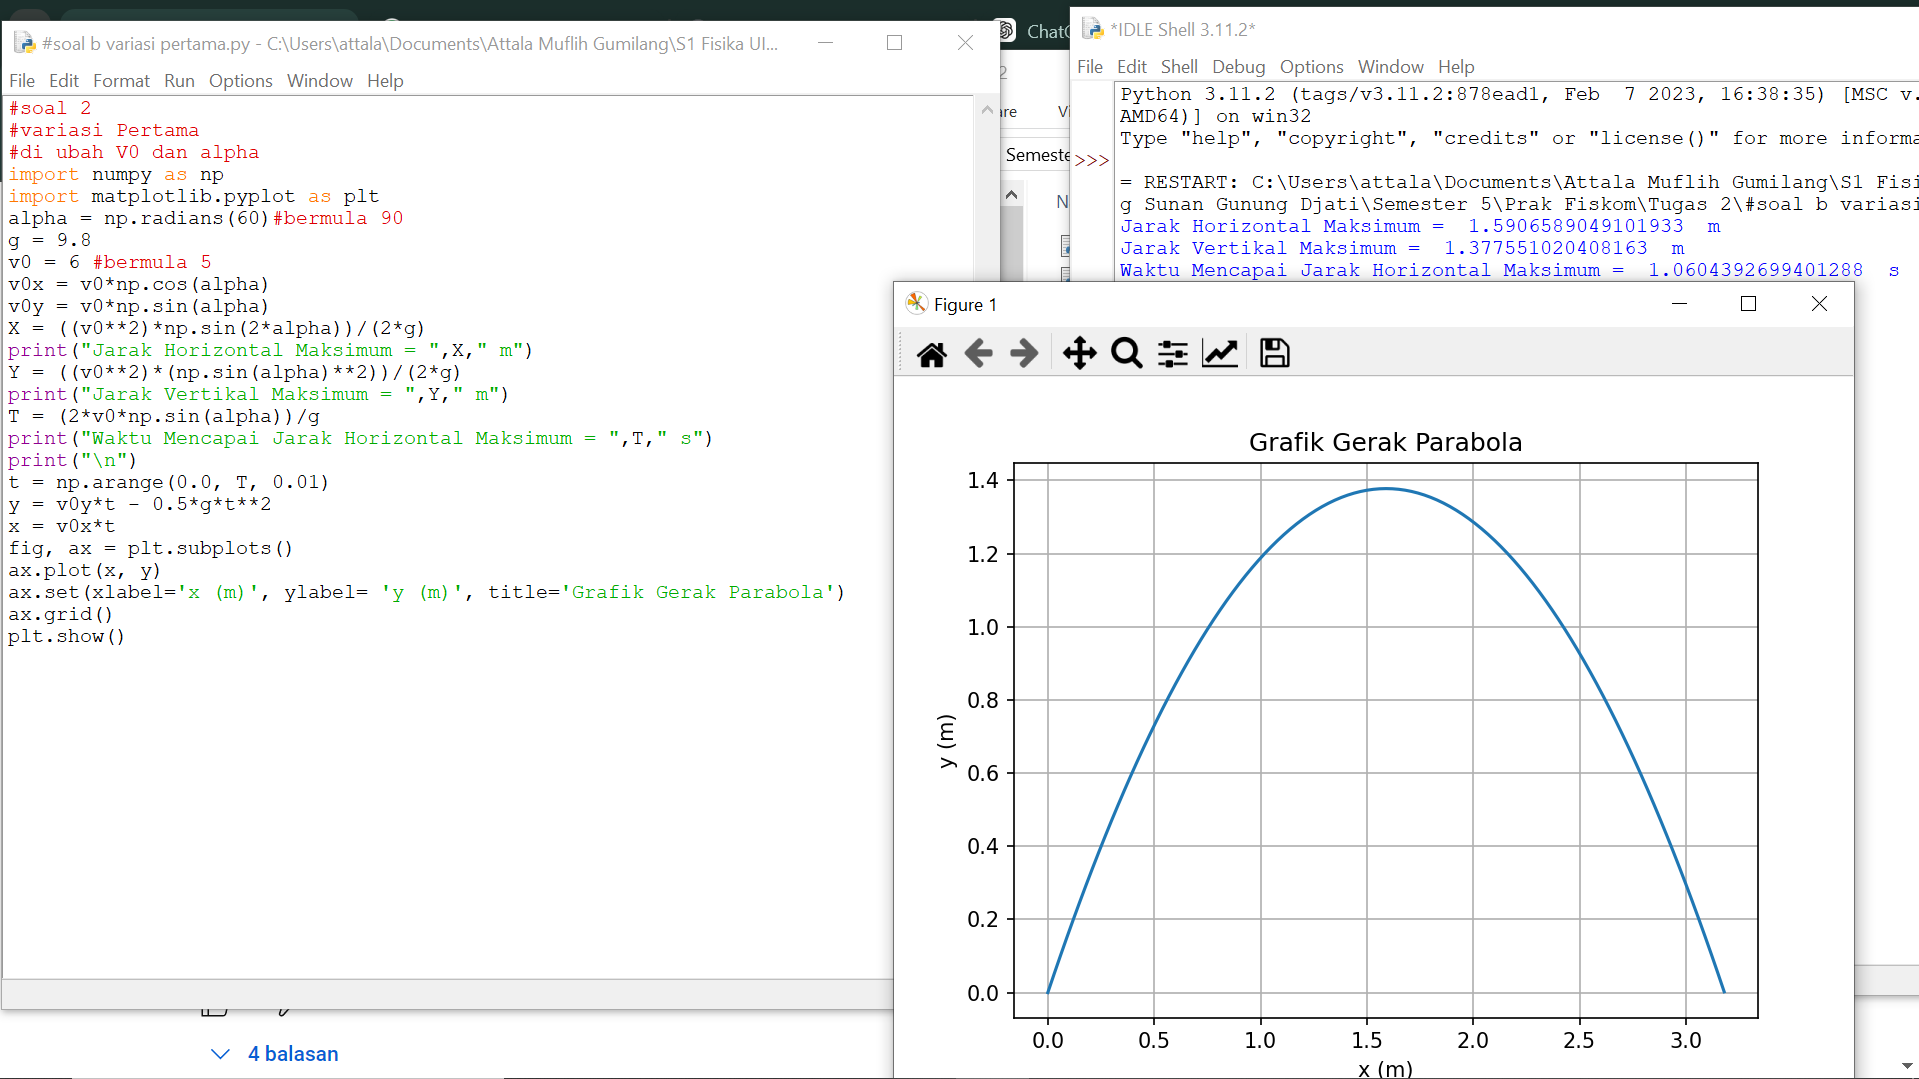 #soal b variasi pertama.py - C:\Users\attala\Documents\Attala Muflih Gumilang\S1 Fisika UI...
File Edit Format Run Options Window Help
#soal 2
#variasi Pertama
#di ubah V0 dan alpha
import numpy as np
import matplotlib.pyplot as plt
alpha = np.radians(60)#bermula 90
g = 9.8
v0 = 6 #bermula 5
v0x = v0*np.cos(alpha)
v0y = v0*np.sin(alpha)
X = ((v0**2)*np.sin(2*alpha))/(2*g)
print("Jarak Horizontal Maksimum = ",X," m")
Y = ((v0**2)*(np.sin(alpha)**2))/(2*g)
print("Jarak Vertikal Maksimum = ",Y," m")
T = (2*v0*np.sin(alpha))/g
print("Waktu Mencapai Jarak Horizontal Maksimum = ",T," s")
print("\n")
t = np.arange(0.0, T, 0.01)
y = v0y*t - 0.5*g*t**2
x = v0x*t
fig, ax = plt.subplots()
ax.plot(x, y)
ax.set(xlabel='x (m)', ylabel= 'y (m)', title='Grafik Gerak Parabola')
ax.grid()
plt.show()
4 balasan
ChatG
2
are Vi
Semeste
N
*IDLE Shell 3.11.2*
File Edit Shell Debug Options Window Help
Python 3.11.2 (tags/v3.11.2:878ead1, Feb  7 2023, 16:38:35) [MSC v.
AMD64)] on win32
Type "help", "copyright", "credits" or "license()" for more informa
>>>
= RESTART: C:\Users\attala\Documents\Attala Muflih Gumilang\S1 Fisi
g Sunan Gunung Djati\Semester 5\Prak Fiskom\Tugas 2\#soal b variasi
Jarak Horizontal Maksimum =  1.5906589049101933  m
Jarak Vertikal Maksimum =  1.377551020408163  m
Waktu Mencapai Jarak Horizontal Maksimum =  1.0604392699401288  s
Figure 1
Grafik Gerak Parabola
1.4
1.2
1.0
0.8
0.6
0.4
0.2
0.0
y (m)
0.0 0.5 1.0 1.5 2.0 2.5 3.0
x (m)